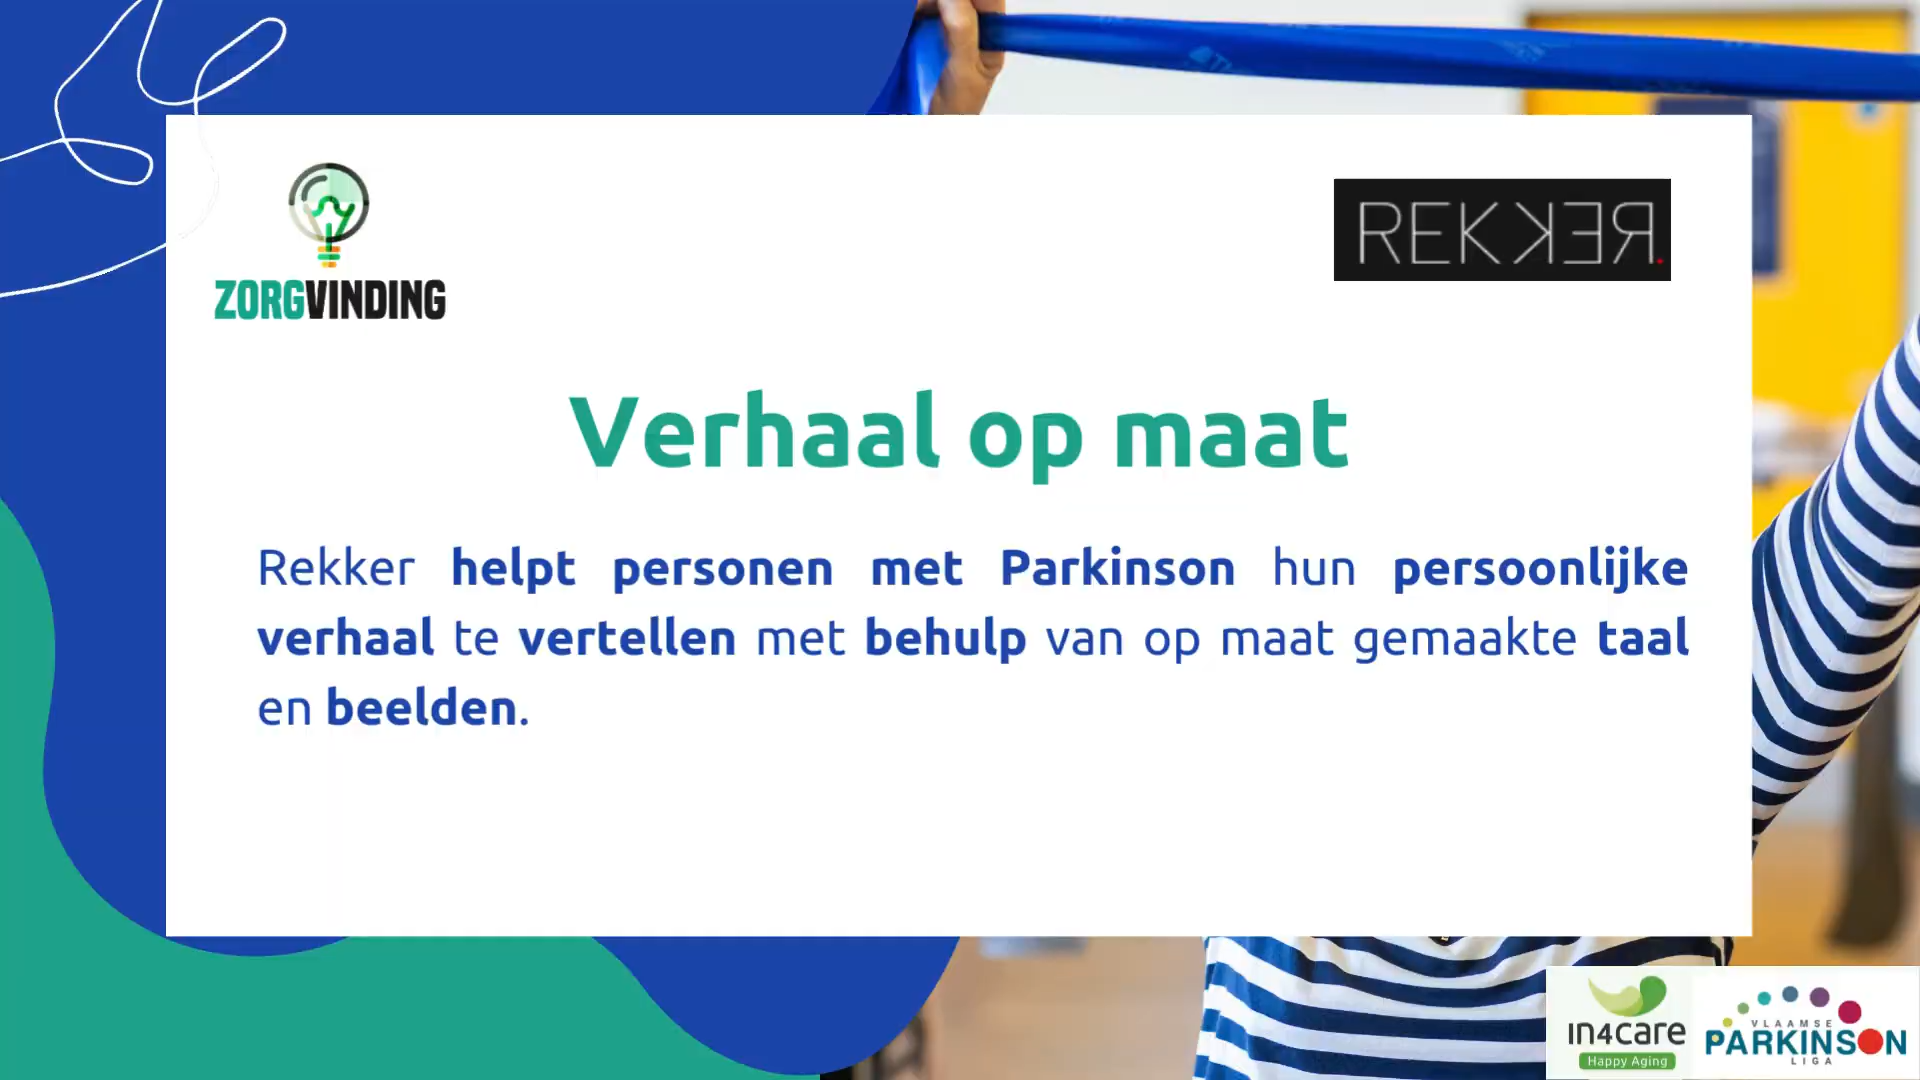 ZORGVINDING
REKKER.
Verhaal op maat
Rekker helpt personen met Parkinson hun persoonlijke
verhaal te vertellen met behulp van op maat gemaakte taal
en beelden.
in4care
Happy Aging
VLAAMSE
PARKINSON
LIGA